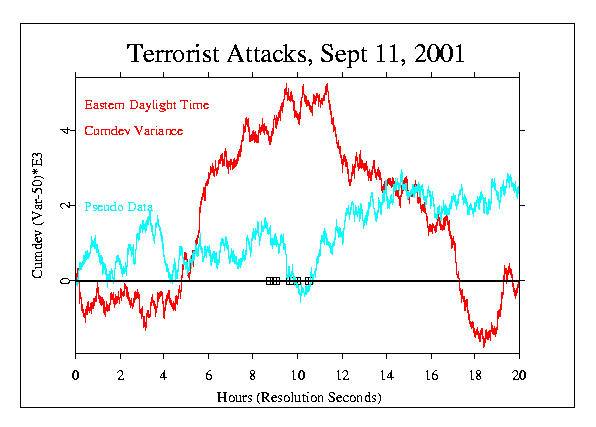 Terrorist Attacks, Sept 11, 2001
Eastern Daylight Time
Cumdev Variance
Pseudo Data
Cumdev (Var-50)*E3
4
2
0
0 2 4 6 8 10 12 14 16 18 20
Hours (Resolution Seconds)